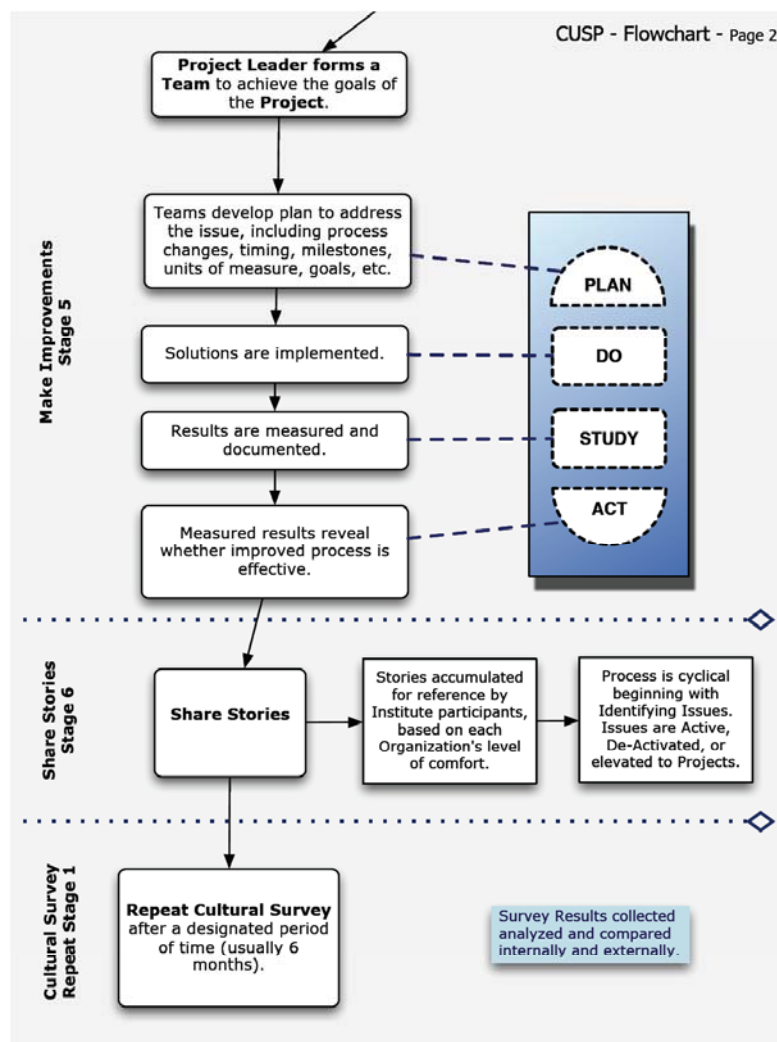 CUSP - Flowchart - Page 2
Project Leader forms a
Team to achieve the goals of
the Project.
Make Improvements
Stage 5
Teams develop plan to address
the issue, including process
changes, timing, milestones,
units of measure, goals, etc.
PLAN
Solutions are implemented.
DO
Results are measured and
documented.
STUDY
Measured results reveal
whether improved process is
effective.
ACT
Share Stories
Stage 6
Share Stories
Stories accumulated
for reference by
Institute participants,
based on each
Organization's level
of comfort.
Process is cyclical
beginning with
Identifying Issues.
Issues are Active,
De-Activated, or
elevated to Projects.
Cultural Survey
Repeat Stage 1
Repeat Cultural Survey
after a designated period
of time (usually 6
months).
Survey Results collected
analyzed and compared
internally and externally.